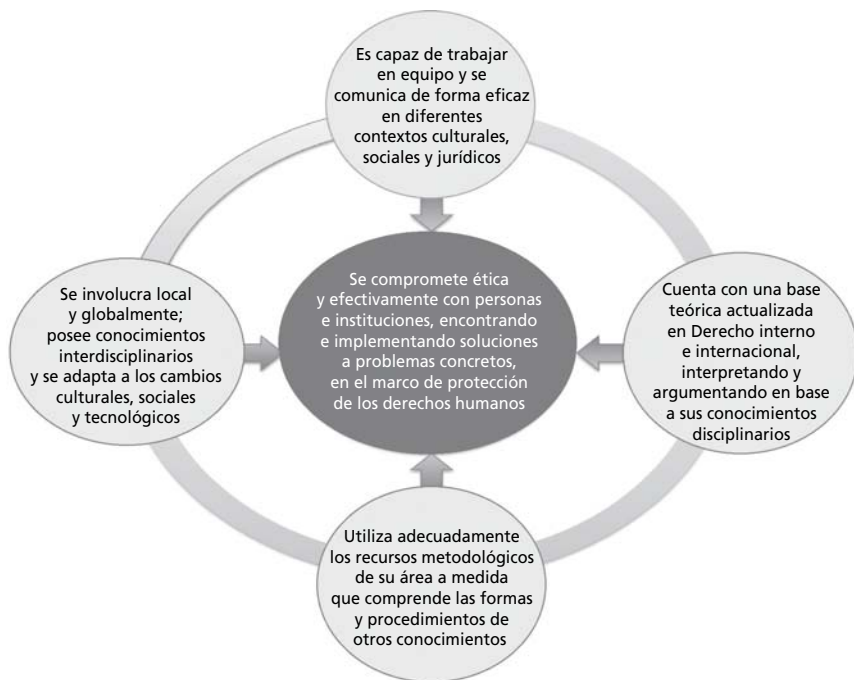 Es capaz de trabajar
en equipo y se
comunica de forma eficaz
en diferentes
contextos culturales,
sociales y jurídicos
Se involucra local
y globalmente;
posee conocimientos
interdisciplinarios
y se adapta a los cambios
culturales, sociales
y tecnológicos
Se compromete ética
y efectivamente con personas
e instituciones, encontrando
e implementando soluciones
a problemas concretos,
en el marco de protección
de los derechos humanos
Cuenta con una base
teórica actualizada
en Derecho interno
e internacional,
interpretando y
argumentando en base
a sus conocimientos
disciplinarios
Utiliza adecuadamente
los recursos metodológicos
de su área a medida
que comprende las formas
y procedimientos de
otros conocimientos